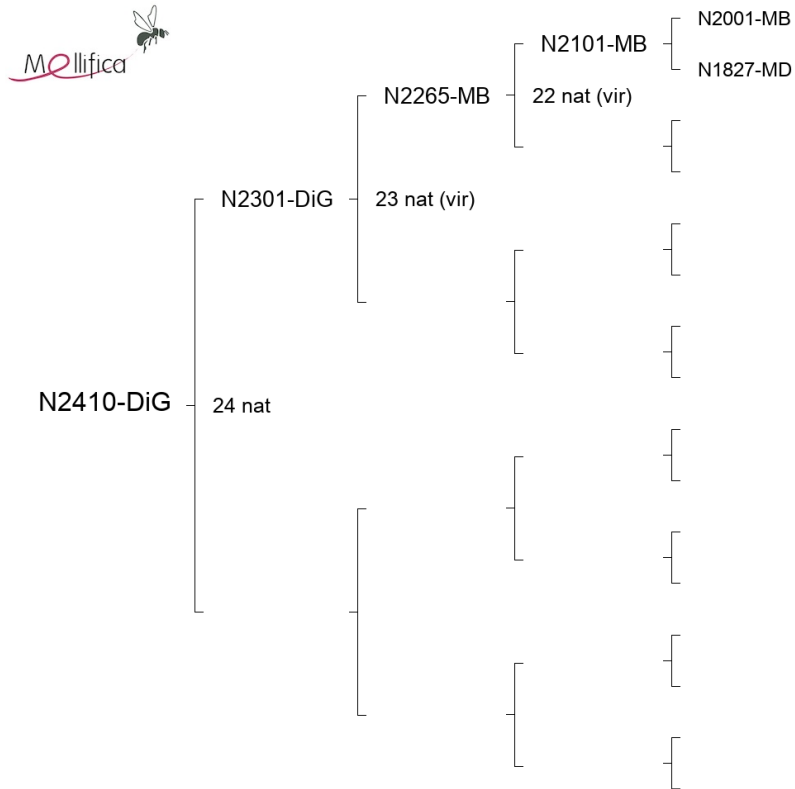 Mellifica
N2001-MB
N2101-MB
N1827-MD
N2265-MB
22 nat (vir)
N2301-DiG
23 nat (vir)
N2410-DiG
24 nat